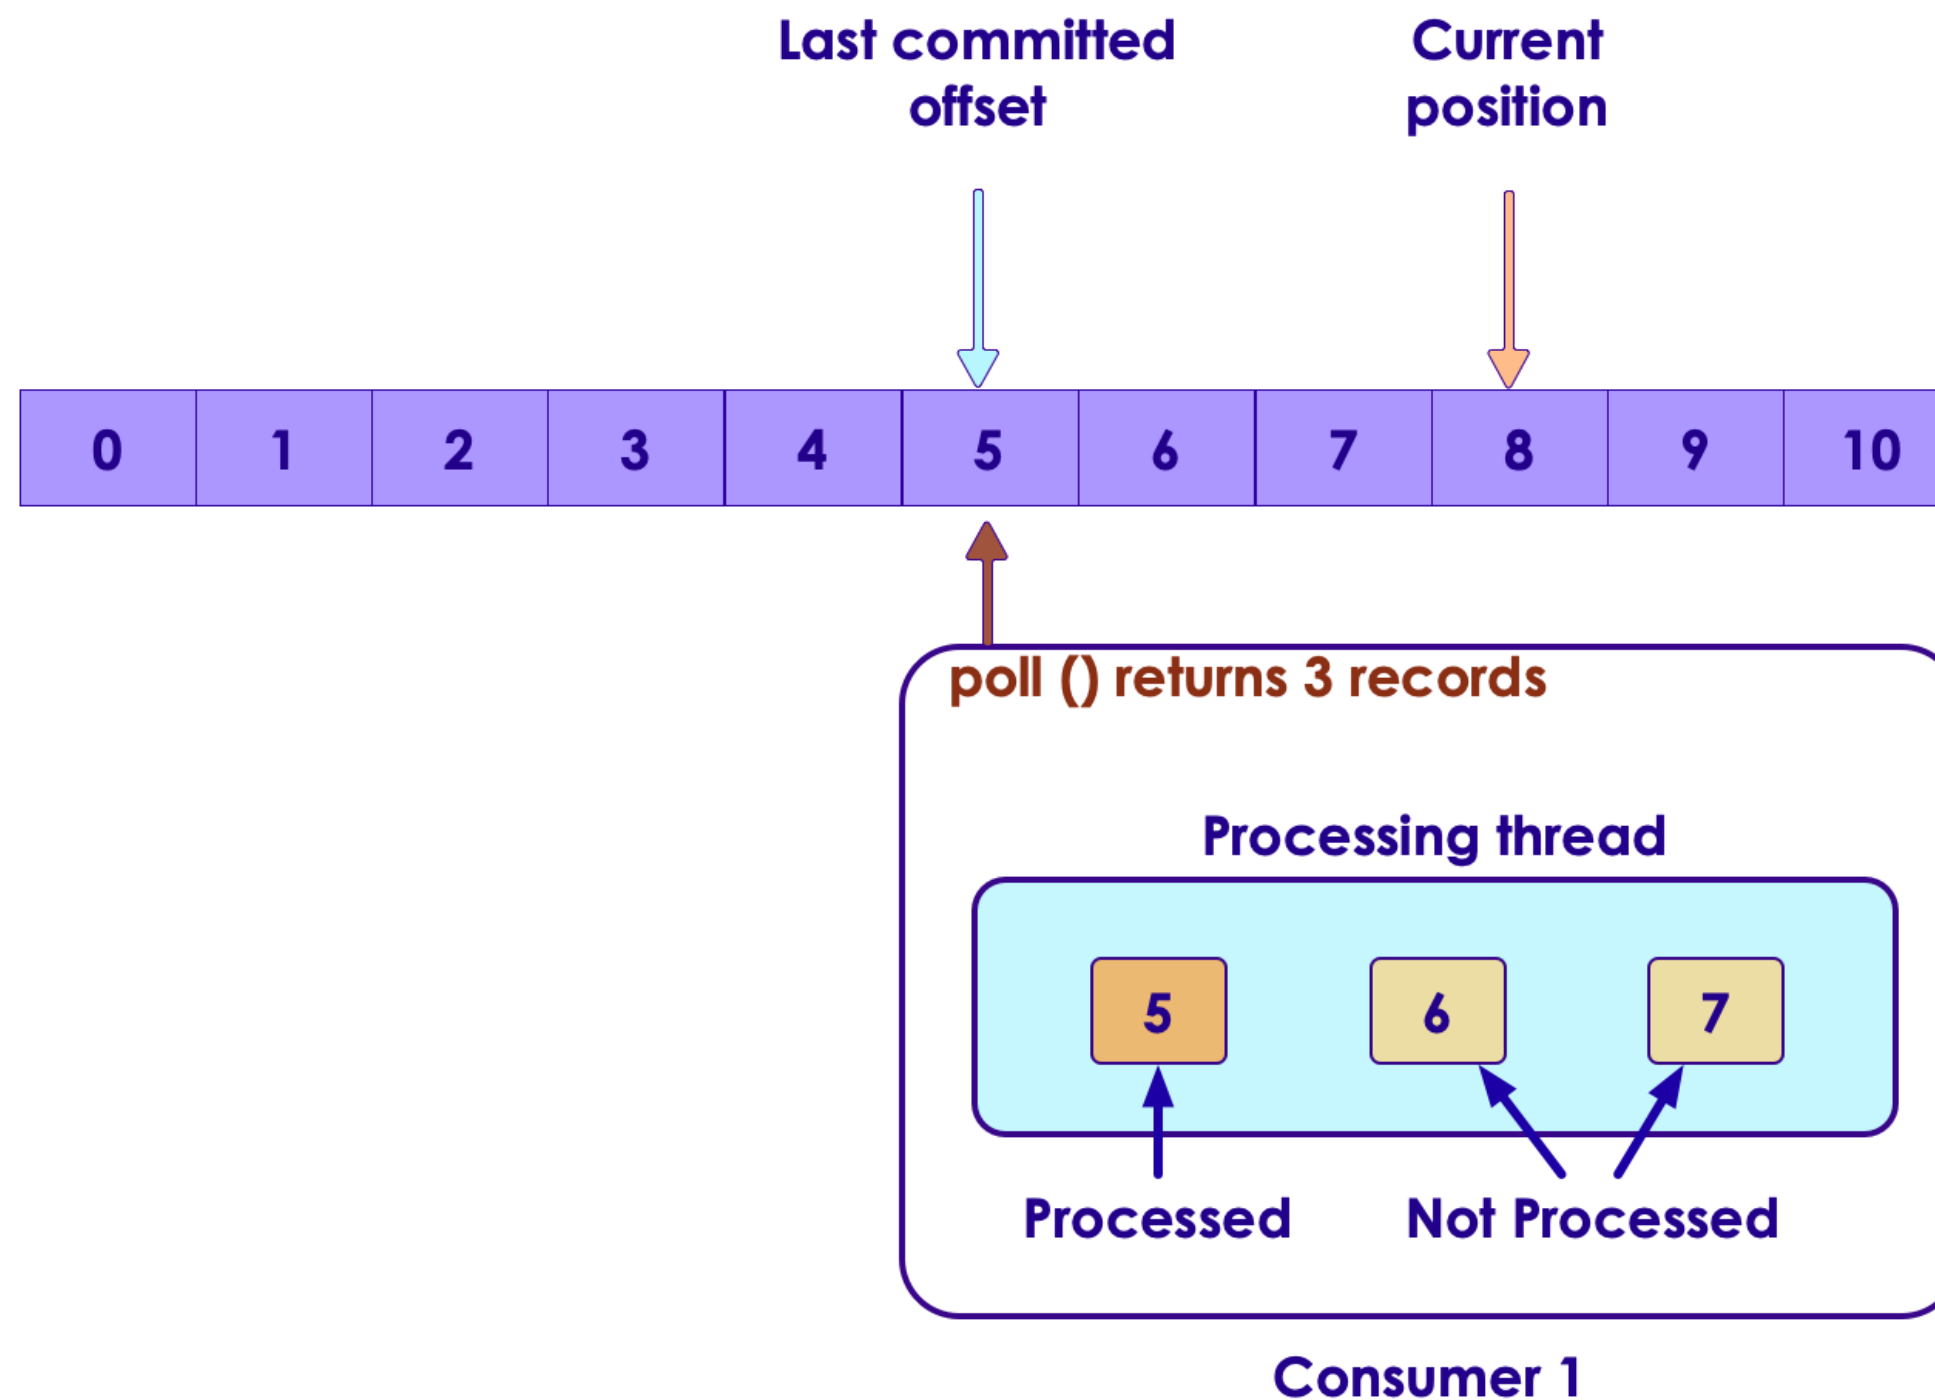 Last committed
offset
Current
position
0 1 2 3 4 5 6 7 8 9 10
poll () returns 3 records
Processing thread
5 6 7
Processed
Not Processed
Consumer 1